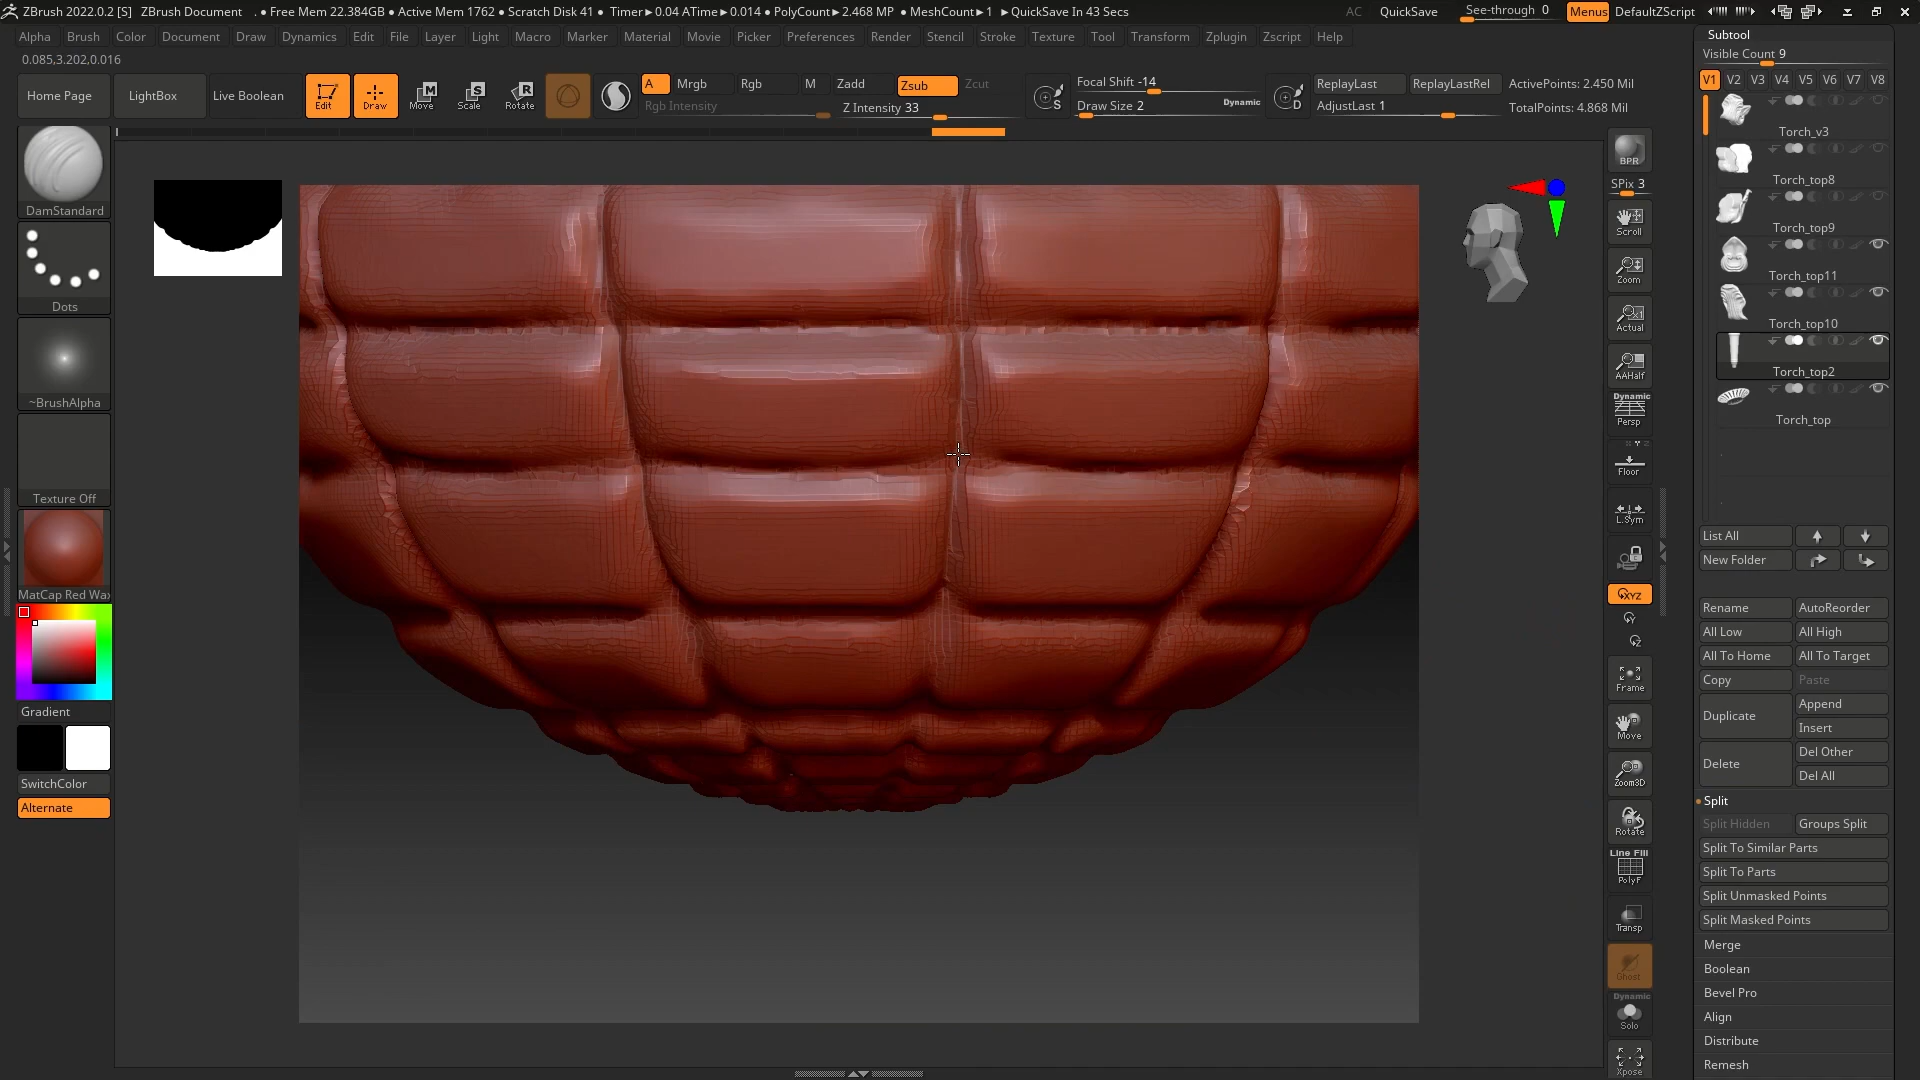 ZBrush 2022.0.2 [S] ZBrush Document . ● Free Mem 22.384GB ● Active Mem 1762 ● Scratch Disk 41 ● Timer►0.04 ATime►0.014 ● PolyCount►2.468 MP ● MeshCount►1 ►QuickSave In 43 Secs AC QuickSave See-through 0 Menus DefaultZScript
Alpha Brush Color Document Draw Dynamics Edit File Layer Light Macro Marker Material Movie Picker Preferences Render Stencil Stroke Texture Tool Transform Zplugin Zscript Help
0.085,3.202,0.016
Home Page LightBox Live Boolean Edit Draw Move Scale Rotate
A Mrgb Rgb M Zadd Zsub Zcut
Rgb Intensity Z Intensity 33
S Focal Shift -14
Draw Size 2 Dynamic
D ReplayLast ReplayLastRel ActivePoints: 2.450 Mil
AdjustLast 1 TotalPoints: 4.868 Mil
DamStandard
Dots
~BrushAlpha
Texture Off
MatCap Red Wax
Gradient
SwitchColor
Alternate
BPR
SPix 3
Scroll
Zoom
Actual
AAHalf
Dynamic
Persp
Floor
L.Sym
XYZ
Y
Z
Frame
Move
Zoom3D
Rotate
Line Fill
PolyF
Transp
Ghost
Dynamic
Solo
Xpose
Subtool
Visible Count 9
V1 V2 V3 V4 V5 V6 V7 V8
Torch_v3
Torch_top8
Torch_top9
Torch_top11
Torch_top10
Torch_top2
Torch_top
List All
New Folder
Rename AutoReorder
All Low All High
All To Home All To Target
Copy Paste
Duplicate Append
Insert
Delete Del Other
Del All
Split
Split Hidden Groups Split
Split To Similar Parts
Split To Parts
Split Unmasked Points
Split Masked Points
Merge
Boolean
Bevel Pro
Align
Distribute
Remesh